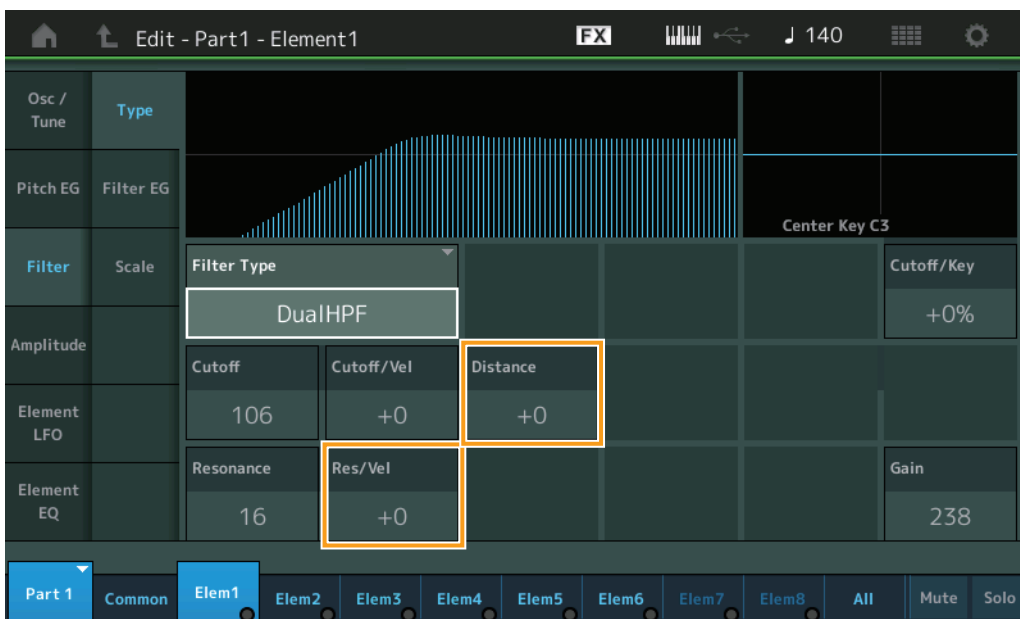 Edit - Part1 - Element1
FX
♩ 140
Osc /
Tune
Type
Pitch EG
Filter EG
Center Key C3
Filter
Scale
Filter Type
DualHPF
Cutoff/Key
+0%
Amplitude
Cutoff
Cutoff/Vel
Distance
106
+0
+0
Element
LFO
Resonance
Res/Vel
Gain
16
+0
238
Element
EQ
Part 1
Common
Elem1
Elem2
Elem3
Elem4
Elem5
Elem6
Elem7
Elem8
All
Mute
Solo